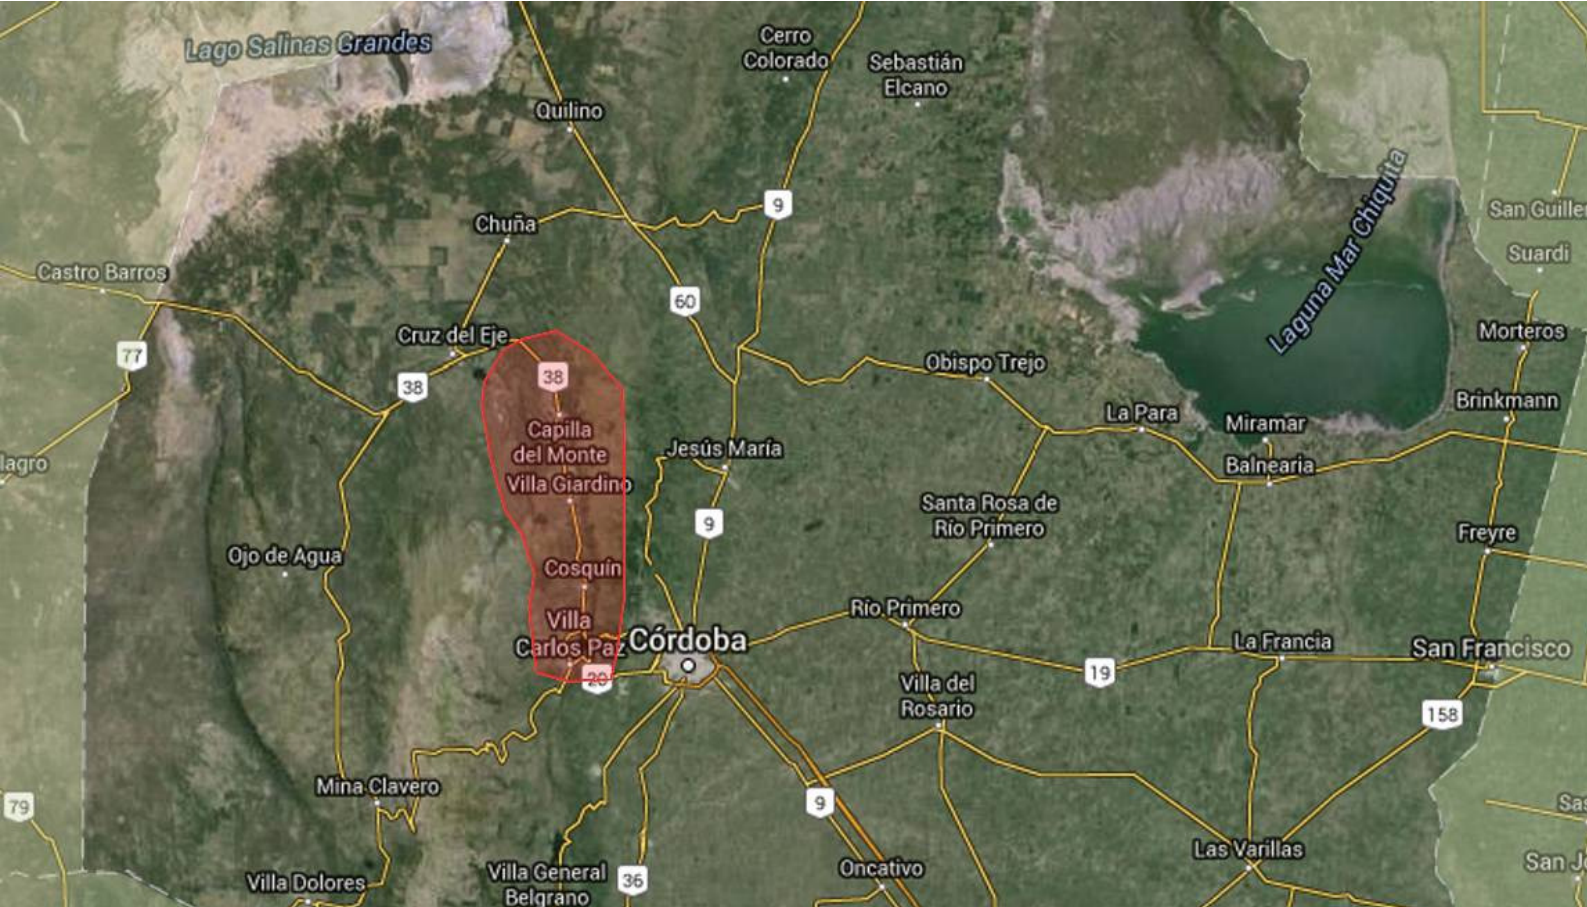 Lago Salinas Grandes
Cerro
Colorado
Sebastián
Elcano
Quilino
Laguna Mar Chiquita
9
San Guille
Chuña
Suardi
Castro Barros
60
Cruz del Eje
Morteros
77
Obispo Trejo
38
38
Brinkmann
La Para
Miramar
Capilla
del Monte
Jesús María
lagro
Balnearia
Villa Giardino
Santa Rosa de
Río Primero
9
Freyre
Ojo de Agua
Cosquín
Río Primero
Villa
Carlos Paz
Córdoba
La Francia
San Francisco
20
19
Villa del
Rosario
158
Mina Clavero
79
9
Sas
Las Varillas
San Jo
Villa General
Belgrano
Oncativo
Villa Dolores
36